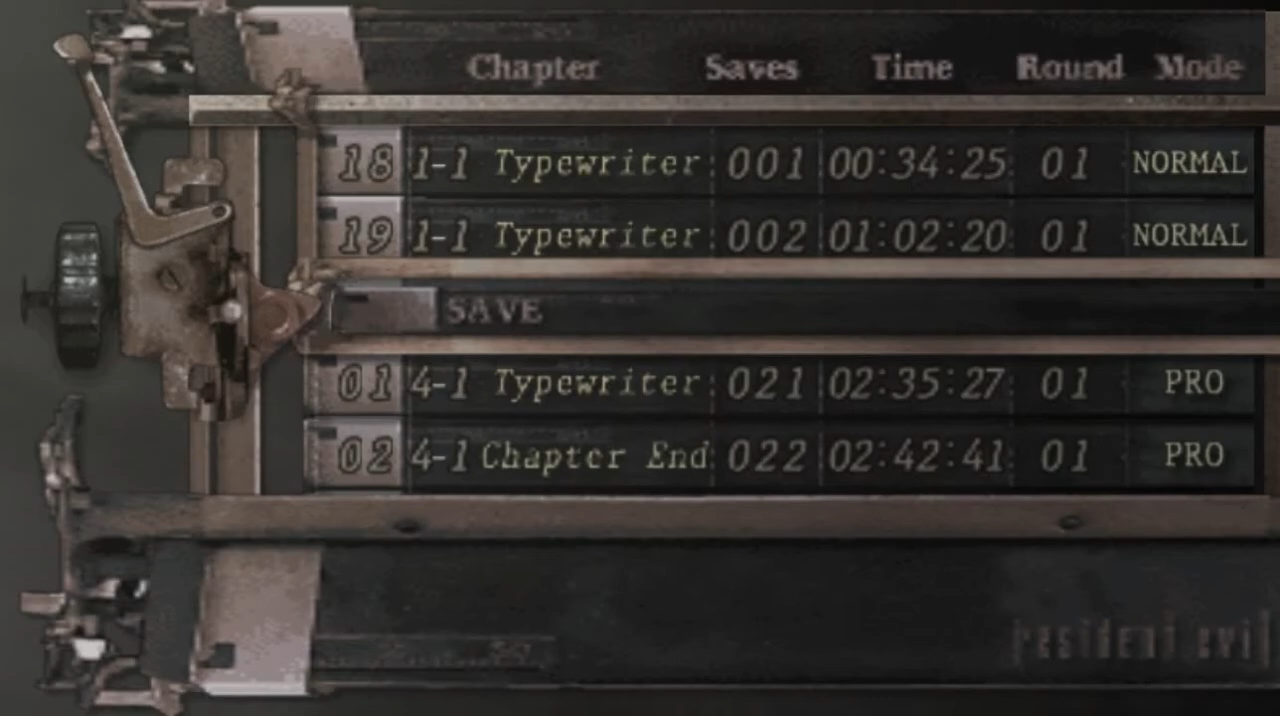 Chapter Saves Time Round Mode
18 1-1 Typewriter 001 00:34:25 01 NORMAL
19 1-1 Typewriter 002 01:02:20 01 NORMAL
SAVE
01 4-1 Typewriter 021 02:35:27 01 PRO
02 4-1 Chapter End 022 02:42:41 01 PRO
resident evil